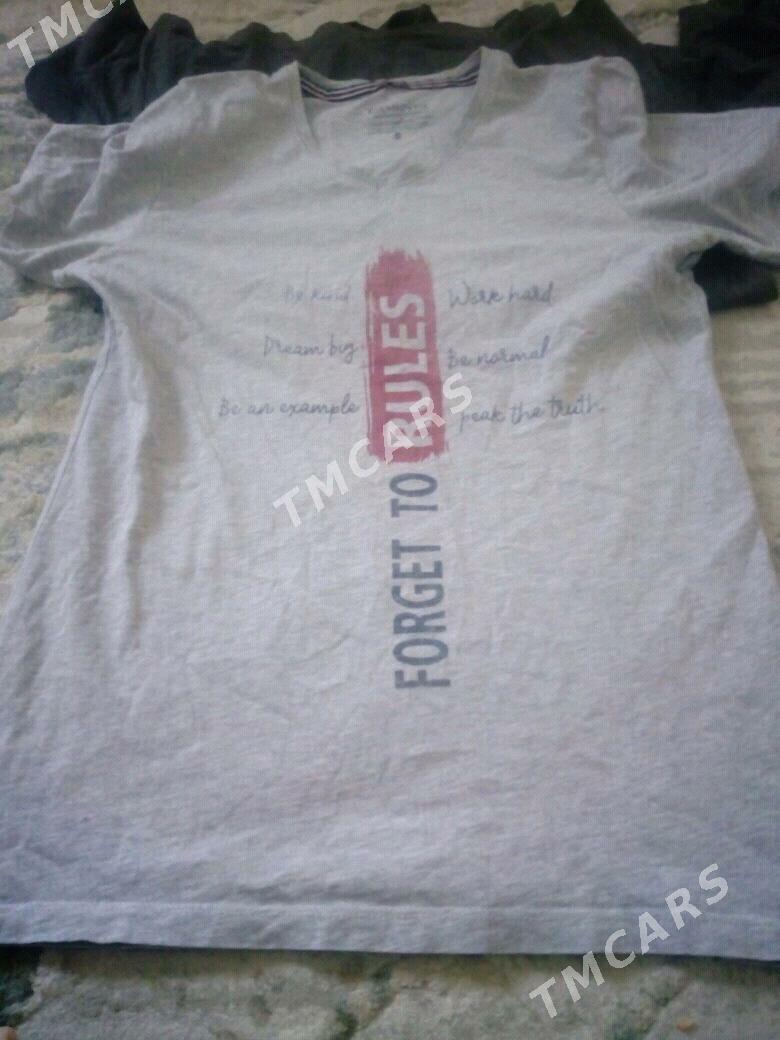 TMCARS
Be kind
Work hard
Dream big
Be normal
Be an example
peak the truth.
FORGET TO RULES
TMCARS
TMCARS